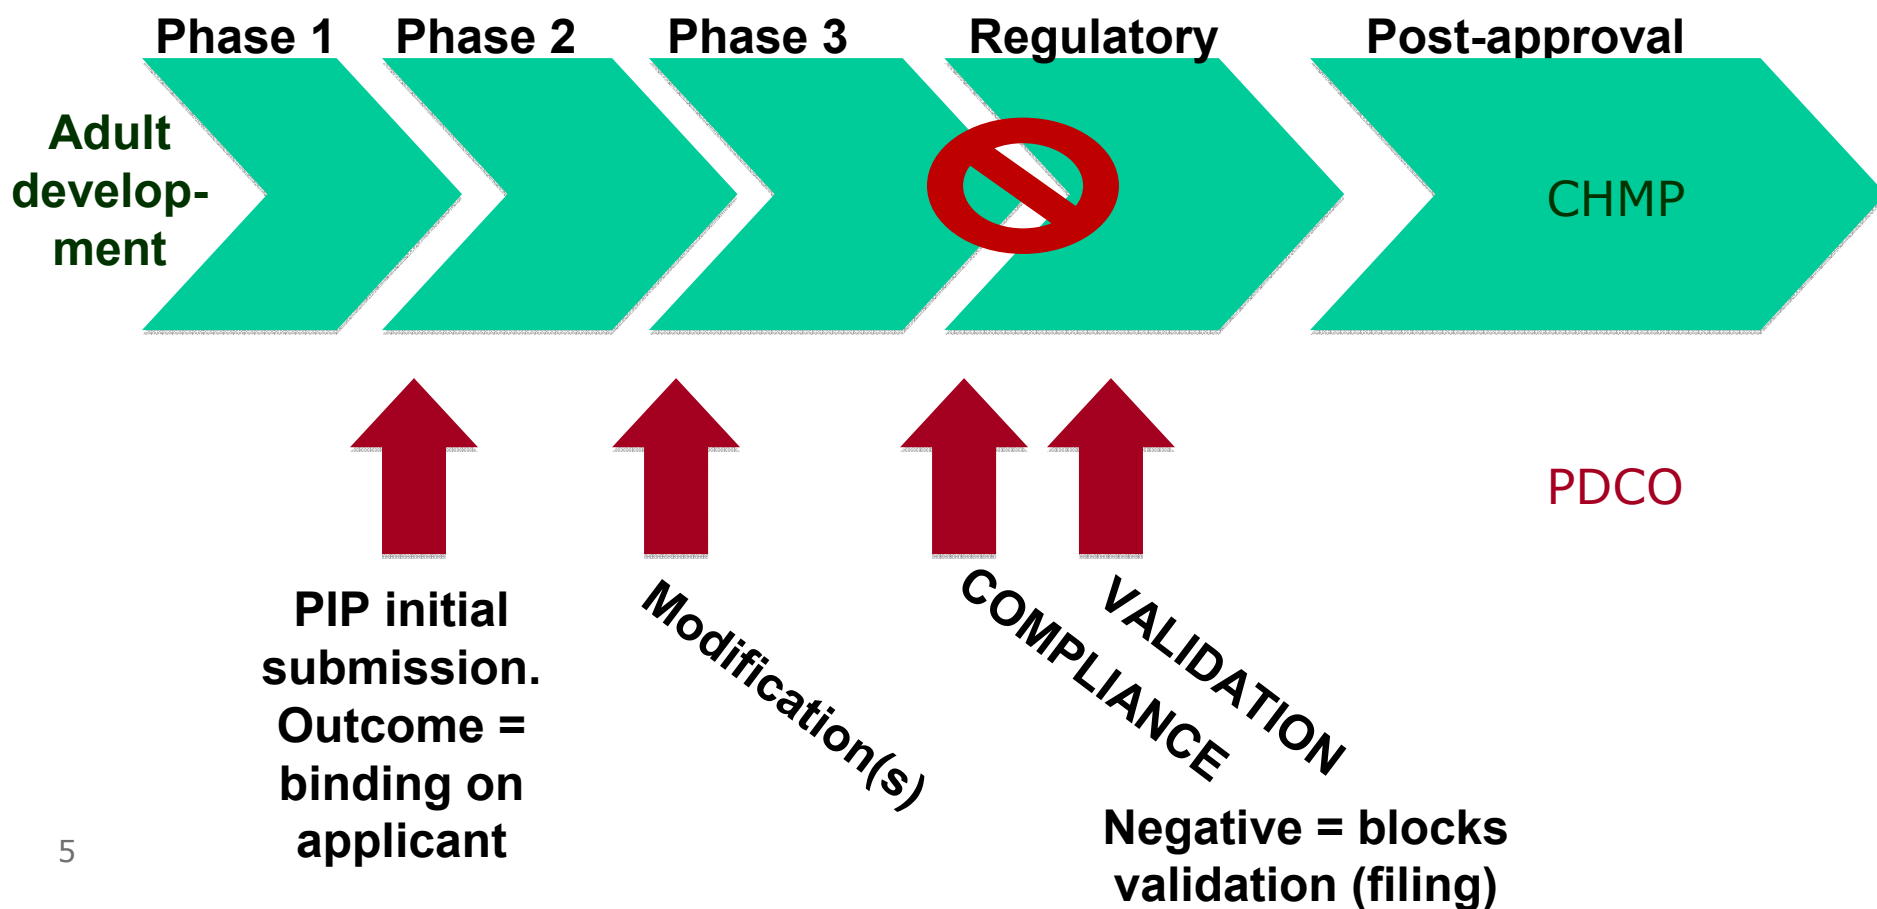 Phase 1
Phase 2
Phase 3
Regulatory
Post-approval
Adult
develop-
ment
CHMP
PDCO
PIP initial
submission.
Outcome =
binding on
applicant
Modification(s)
COMPLIANCE
VALIDATION
Negative = blocks
validation (filing)
5